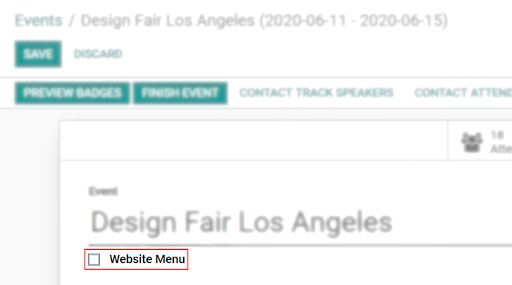 Events / Design Fair Los Angeles (2020-06-11 - 2020-06-15)
SAVE DISCARD
PREVIEW BADGES FINISH EVENT CONTACT TRACK SPEAKERS CONTACT ATTEND
18
Atte
Event
Design Fair Los Angeles
Website Menu